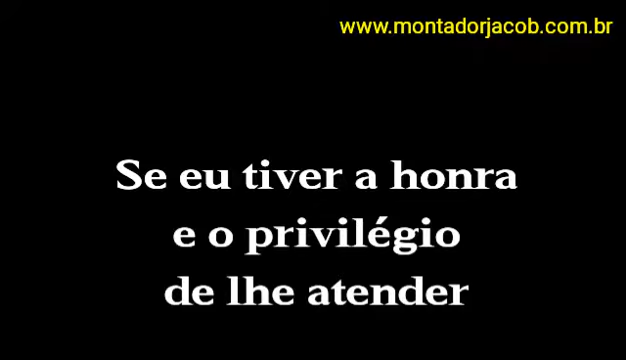 www.montadorjacob.com.br
Se eu tiver a honra
e o privilégio
de lhe atender